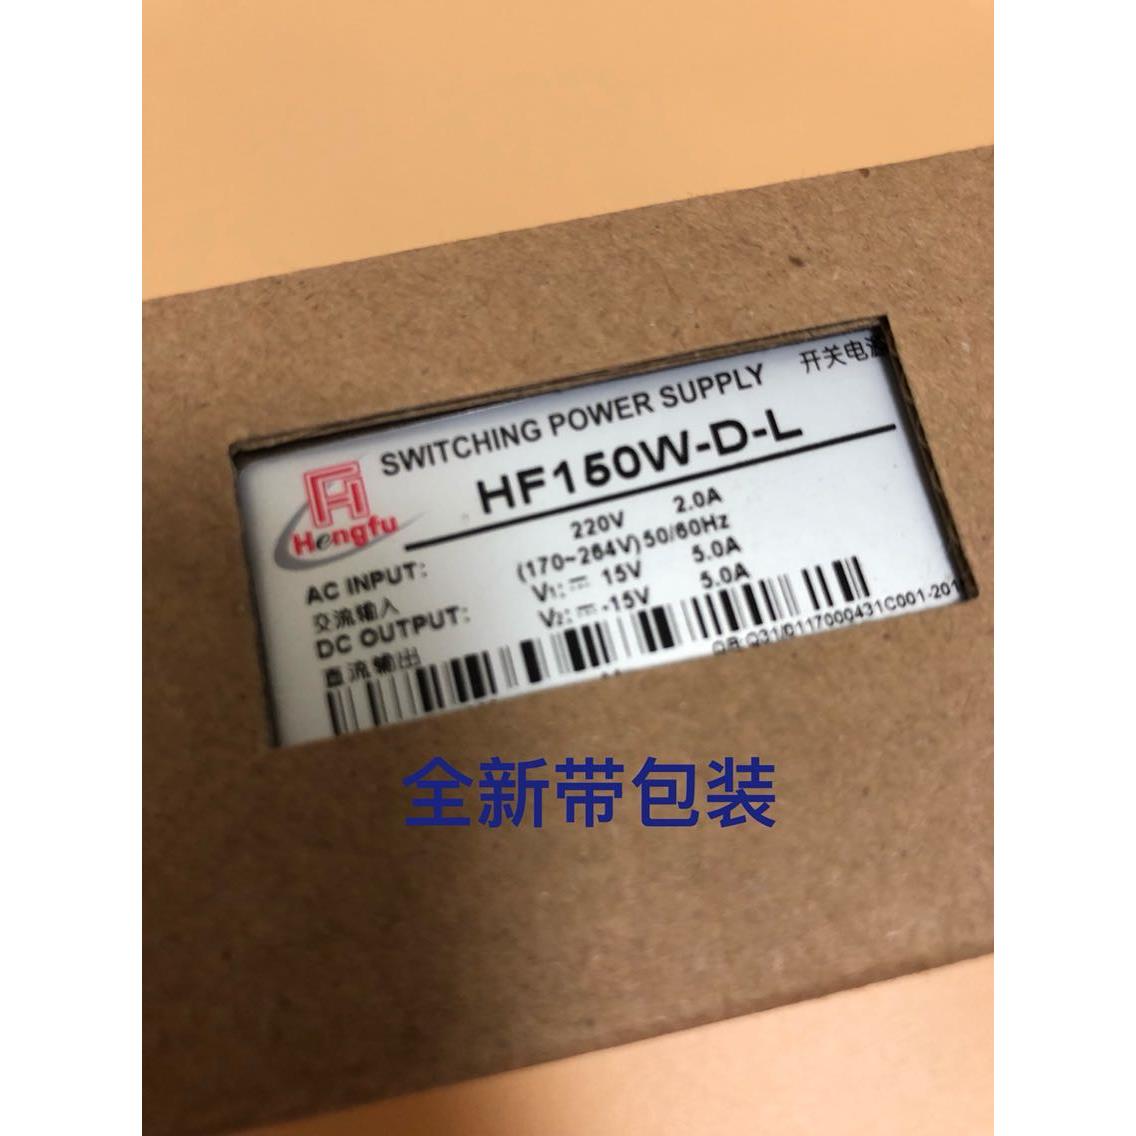 SWITCHING POWER SUPPLY 开关电源
Hengfu
HF150W-D-L
AC INPUT: 220V 2.0A
交流输入 (170~264V) 50/60Hz
DC OUTPUT: V1: 15V 5.0A
直流输出 V2: -15V 5.0A
全新带包装